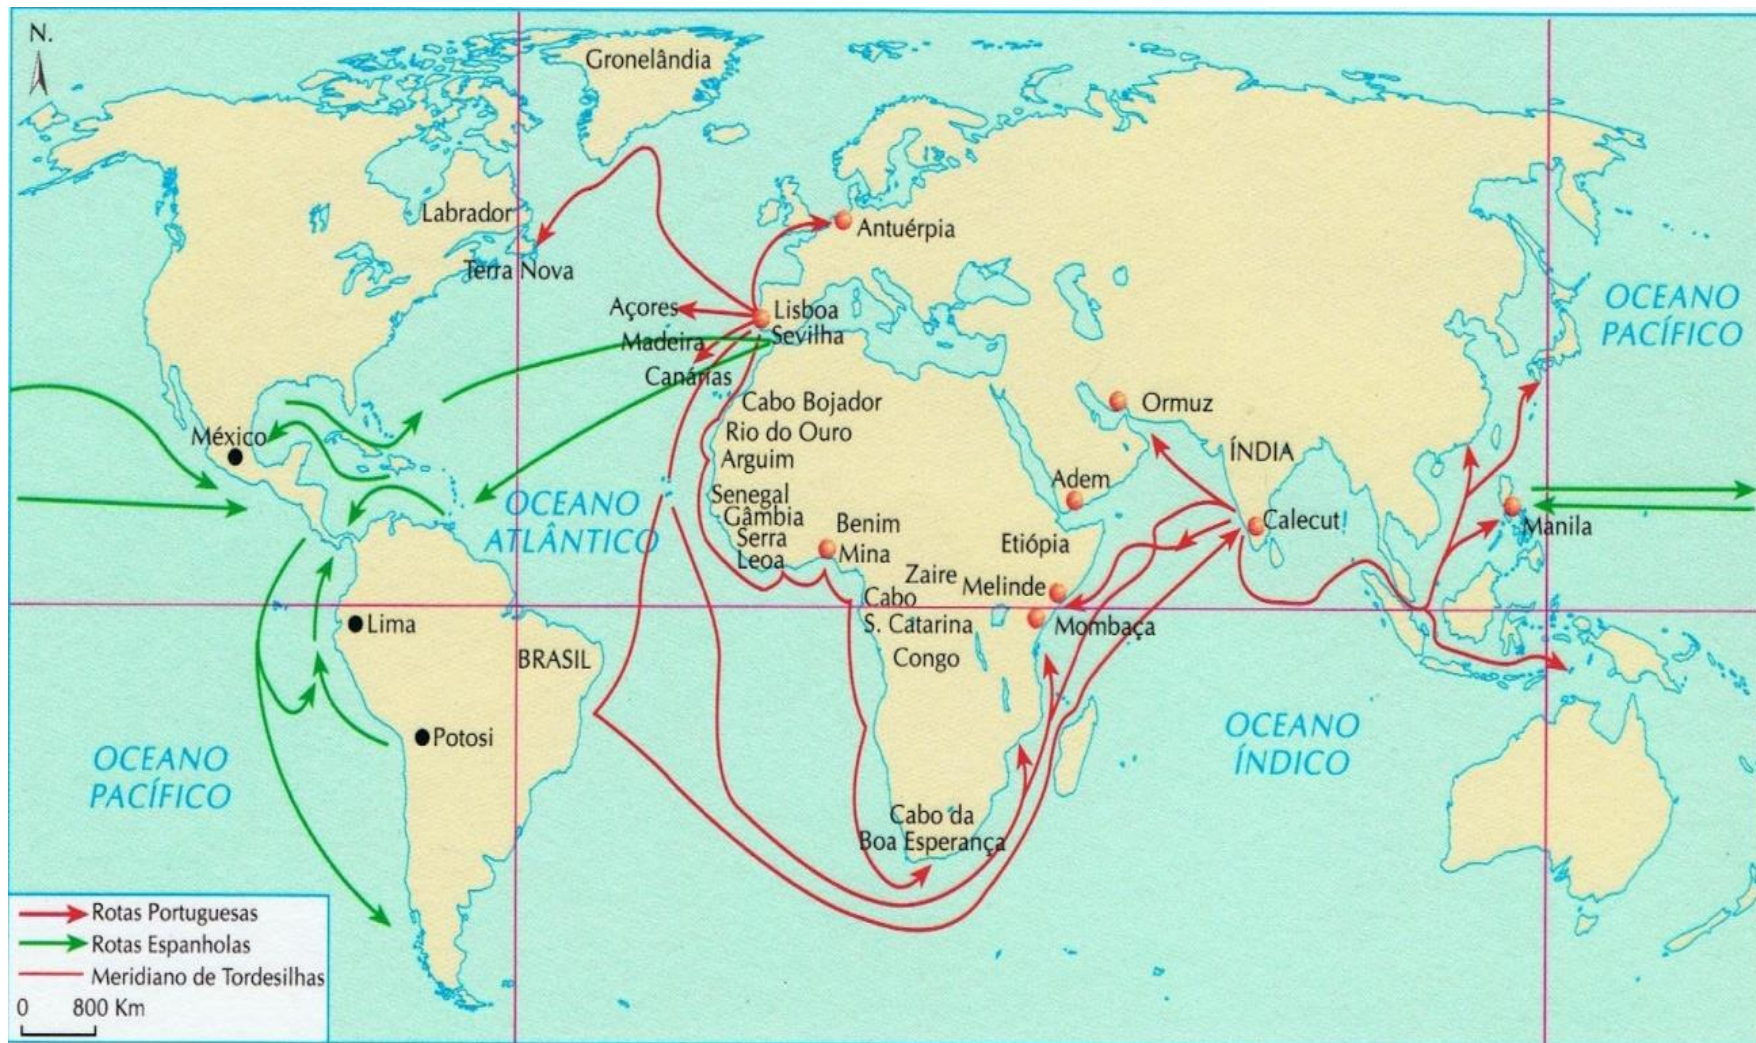 N.
Gronelândia
Labrador
Terra Nova
Antuérpia
Açores
Lisboa
Sevilha
Madeira
Canárias
OCEANO
PACÍFICO
Cabo Bojador
Rio do Ouro
Arguim
Ormuz
México
ÍNDIA
Adem
Senegal
Gâmbia
Serra
Leoa
OCEANO
ATLÂNTICO
Benim
Mina
Etiópia
Calecut
Manila
Zaire
Melinde
Cabo
S. Catarina
Mombaça
Congo
Lima
BRASIL
Potosi
OCEANO
PACÍFICO
OCEANO
ÍNDICO
Cabo da
Boa Esperança
Rotas Portuguesas
Rotas Espanholas
Meridiano de Tordesilhas
0 800 Km